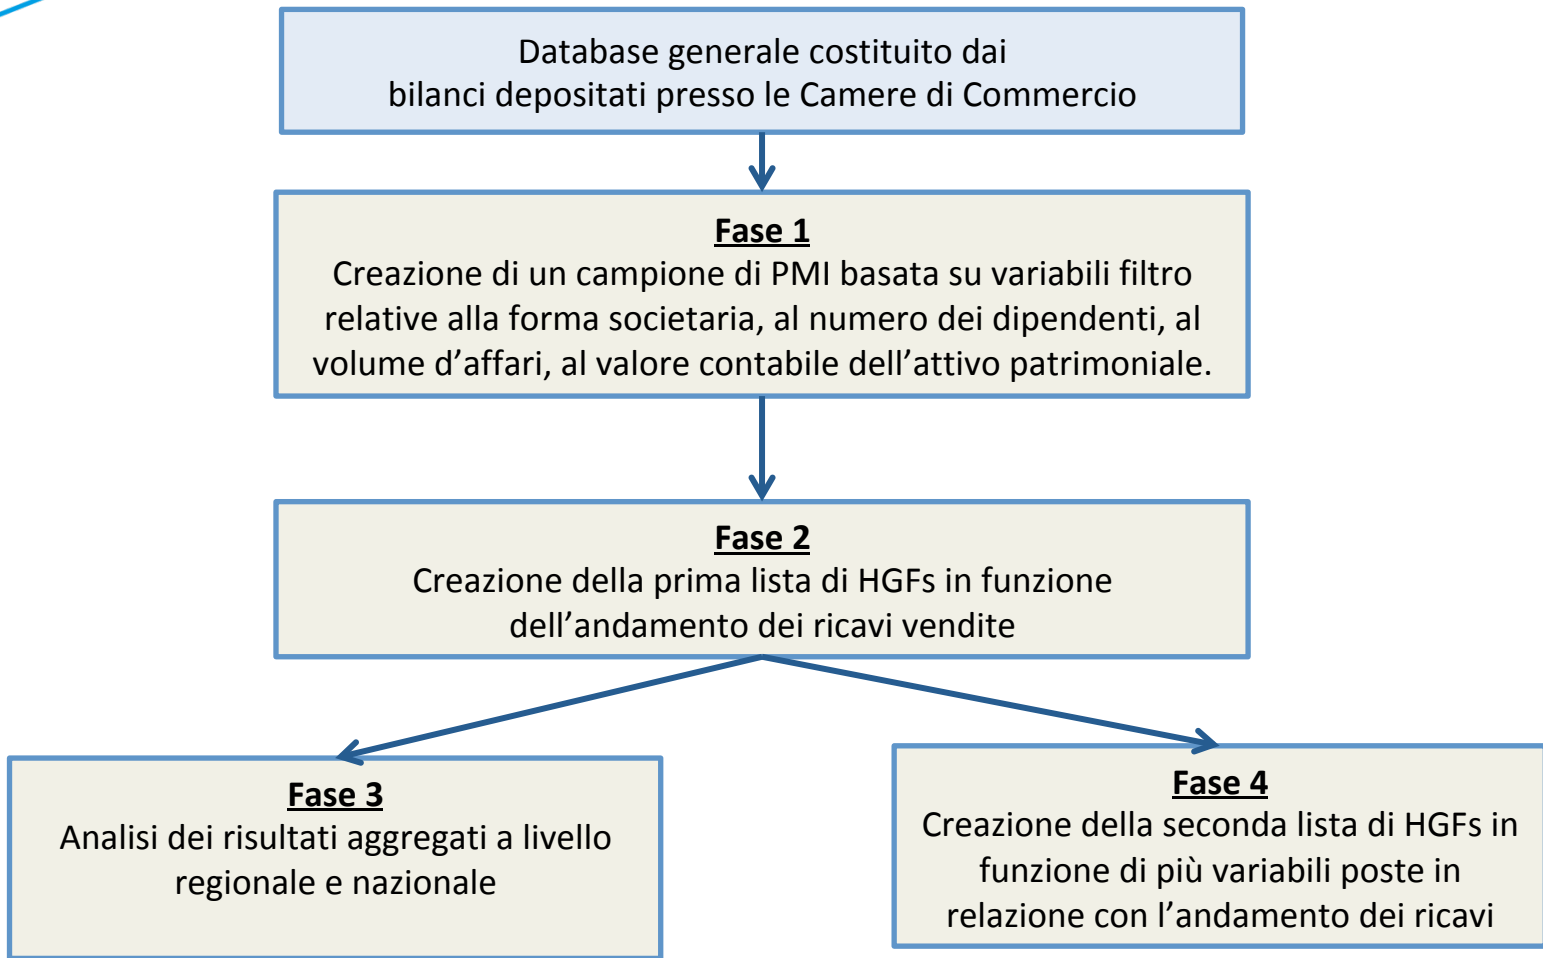 Database generale costituito dai
bilanci depositati presso le Camere di Commercio
Fase 1
Creazione di un campione di PMI basata su variabili filtro
relative alla forma societaria, al numero dei dipendenti, al
volume d’affari, al valore contabile dell’attivo patrimoniale.
Fase 2
Creazione della prima lista di HGFs in funzione
dell’andamento dei ricavi vendite
Fase 3
Analisi dei risultati aggregati a livello
regionale e nazionale
Fase 4
Creazione della seconda lista di HGFs in
funzione di più variabili poste in
relazione con l’andamento dei ricavi